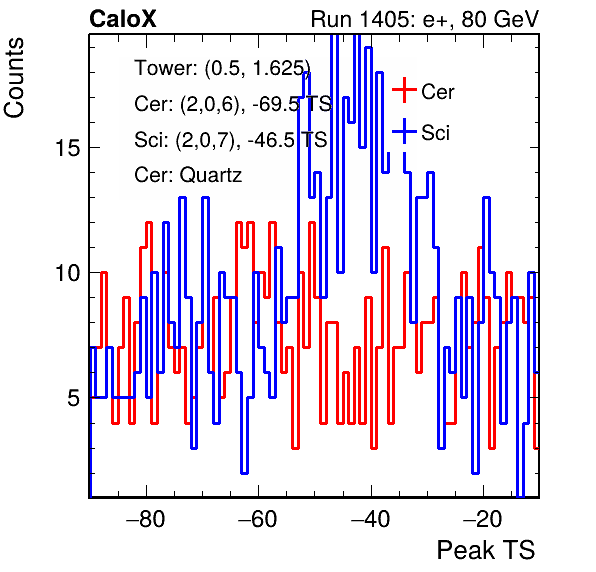 CaloX Run 1405: e+, 80 GeV
Counts
Tower: (0.5, 1.625)
Cer: (2,0,6), -69.5 TS
Sci: (2,0,7), -46.5 TS
Cer: Quartz
Cer
Sci
15
10
5
−80 −60 −40 −20
Peak TS